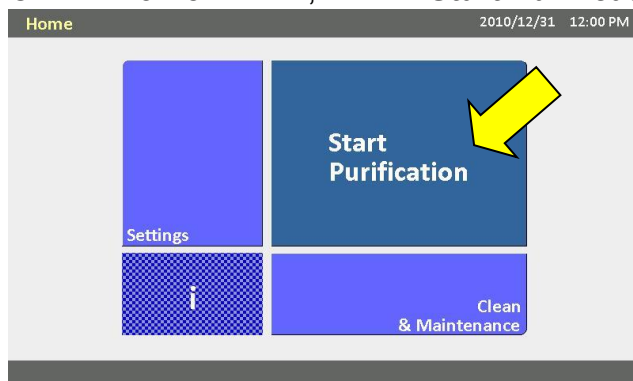 Home
2010/12/31 12:00 PM
Start
Purification
Settings
i
Clean
& Maintenance